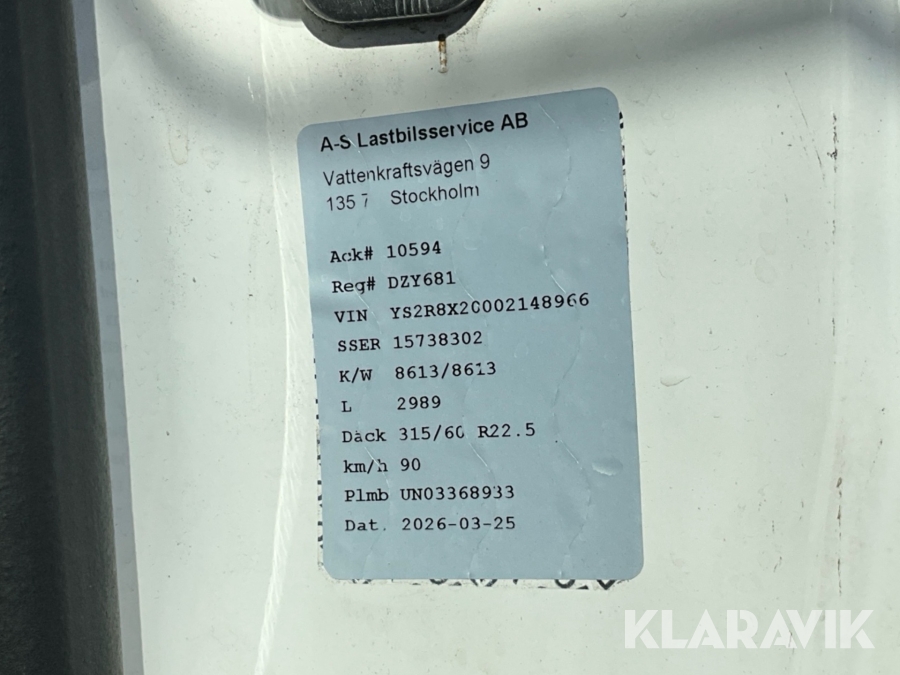 A-S Lastbilsservice AB
Vattenkraftsvägen 9
135 7 Stockholm
Ack# 10594
Reg# DZY681
VIN YS2R8X20002148966
SSER 15738302
K/W 8613/8613
L 2989
Däck 315/60 R22.5
km/h 90
Plmb UN03368933
Dat. 2026-03-25
KLARAVIK